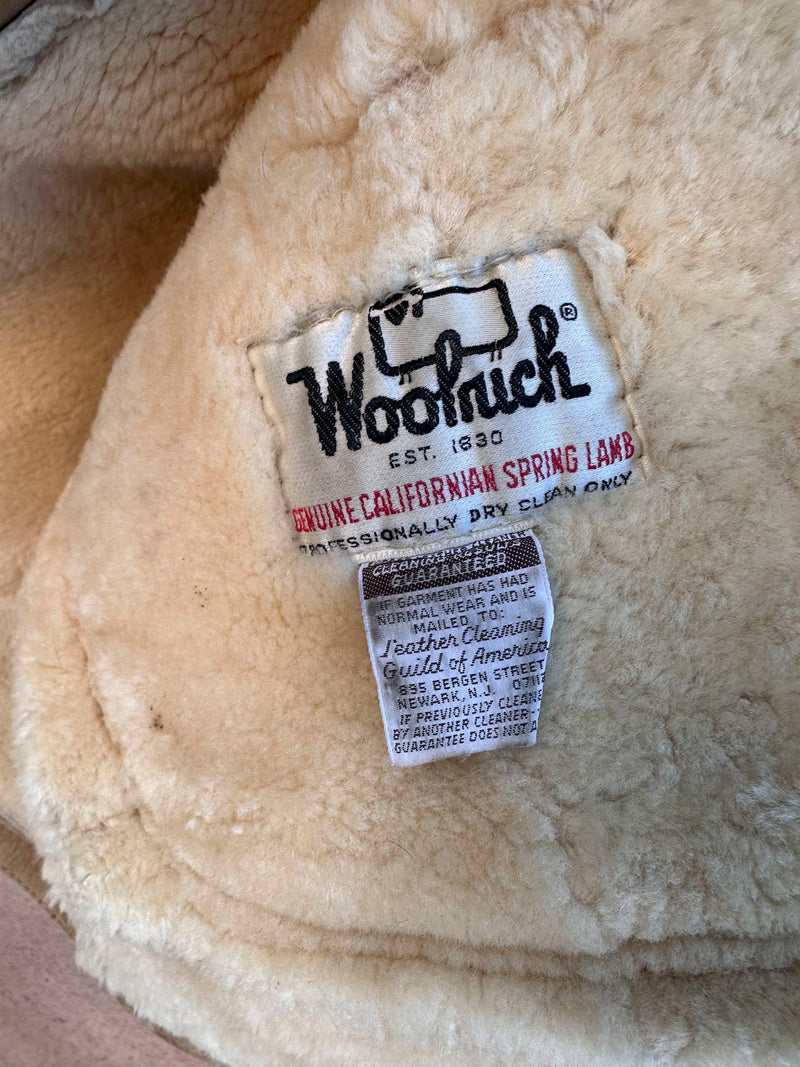 Woolrich®
EST. 1830
GENUINE CALIFORNIAN SPRING LAMB
PROFESSIONALLY DRY CLEAN ONLY
GUARANTEED
IF GARMENT HAS HAD
NORMAL WEAR AND IS
MAILED TO:
Leather Cleaning
Guild of America
895 BERGEN STREET
NEWARK, N.J.
IF PREVIOUSLY CLEANE
BY ANOTHER CLEANER-
GUARANTEE DOES NOT A